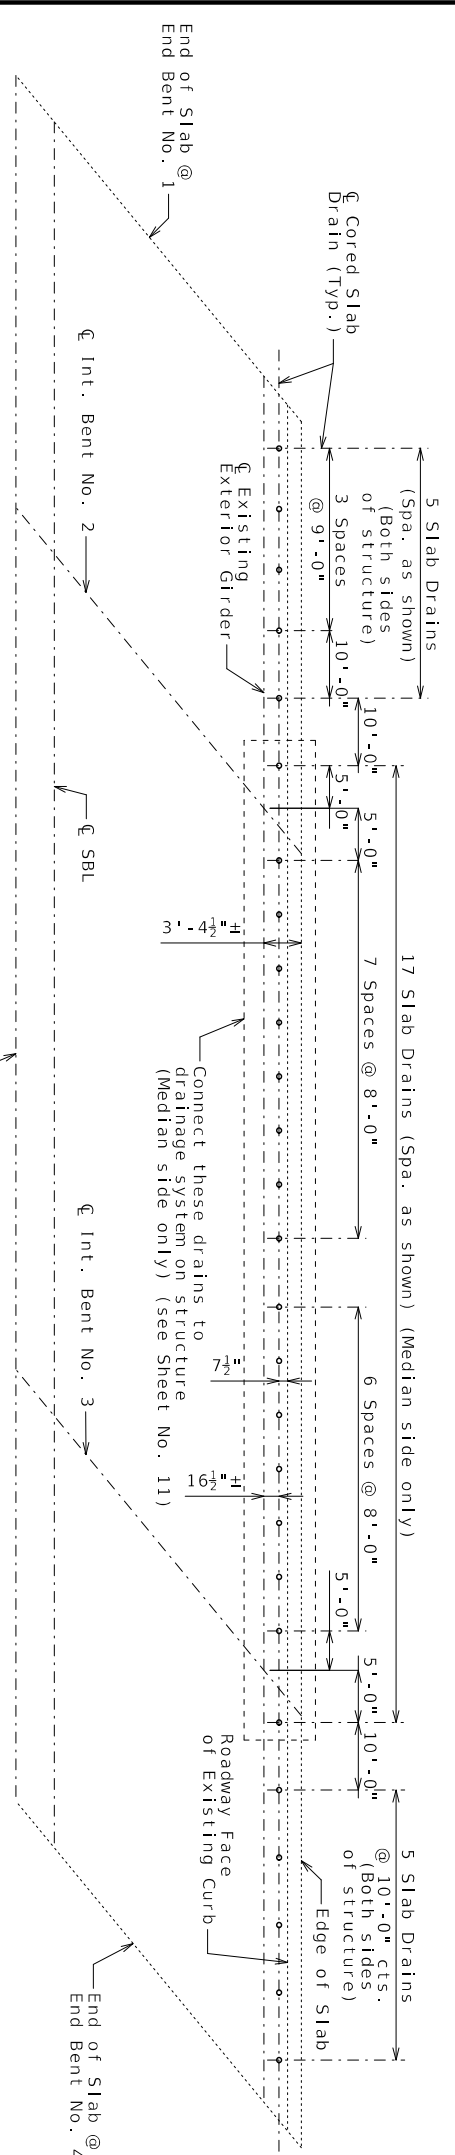 5 Slab Drains
(Spa. as shown)
(Both sides
of structure)
3 Spaces
@ 9'-0"
10'-0"
10'-0"
5'-0"
5'-0"
17 Slab Drains (Spa. as shown) (Median side only)
7 Spaces @ 8'-0"
6 Spaces @ 8'-0"
5'-0"
5'-0"
10'-0"
5 Slab Drains
@ 10'-0" cts.
(Both sides
of structure)
℄ Cored Slab
Drain (Typ.)
End of Slab @
End Bent No. 1
℄ Existing
Exterior Girder
3'-4½"±
7½"
16½"±
Connect these drains to
drainage system on structure
(Median side only) (see Sheet No. 11)
Edge of Slab
Roadway Face
of Existing Curb
℄ Int. Bent No. 2
℄ SBL
℄ Int. Bent No. 3
End of Slab @
End Bent No.